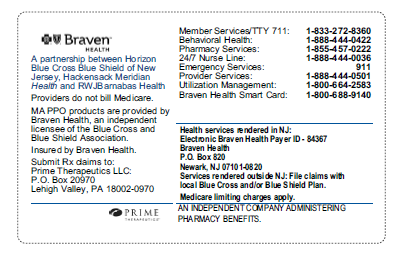 Braven
HEALTH
A partnership between Horizon
Blue Cross Blue Shield of New
Jersey, Hackensack Meridian
Health and RWJBarnabas Health
Providers do not bill Medicare.
MA PPO products are provided by
Braven Health, an independent
licensee of the Blue Cross and
Blue Shield Association.
Insured by Braven Health.
Submit Rx claims to:
Prime Therapeutics LLC:
P.O. Box 20970
Lehigh Valley, PA 18002-0970
PRIME
THERAPEUTICS
Member Services/TTY 711: 1-833-272-8360
Behavioral Health: 1-888-444-0422
Pharmacy Services: 1-855-457-0222
24/7 Nurse Line: 1-888-444-0036
Emergency Services: 911
Provider Services: 1-888-444-0501
Utilization Management: 1-800-664-2583
Braven Health Smart Card: 1-800-688-9140
Health services rendered in NJ:
Electronic Braven Health Payer ID - 84367
Braven Health
P.O. Box 820
Newark, NJ 07101-0820
Services rendered outside NJ: File claims with
local Blue Cross and/or Blue Shield Plan.
Medicare limiting charges apply.
AN INDEPENDENT COMPANY ADMINISTERING
PHARMACY BENEFITS.